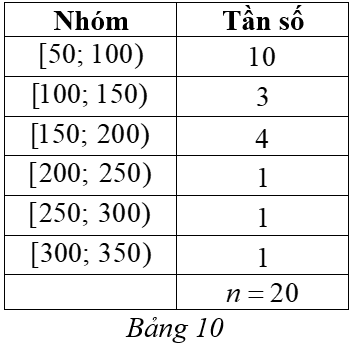 Nhóm Tần số
[50; 100) 10
[100; 150) 3
[150; 200) 4
[200; 250) 1
[250; 300) 1
[300; 350) 1
n = 20
Bảng 10